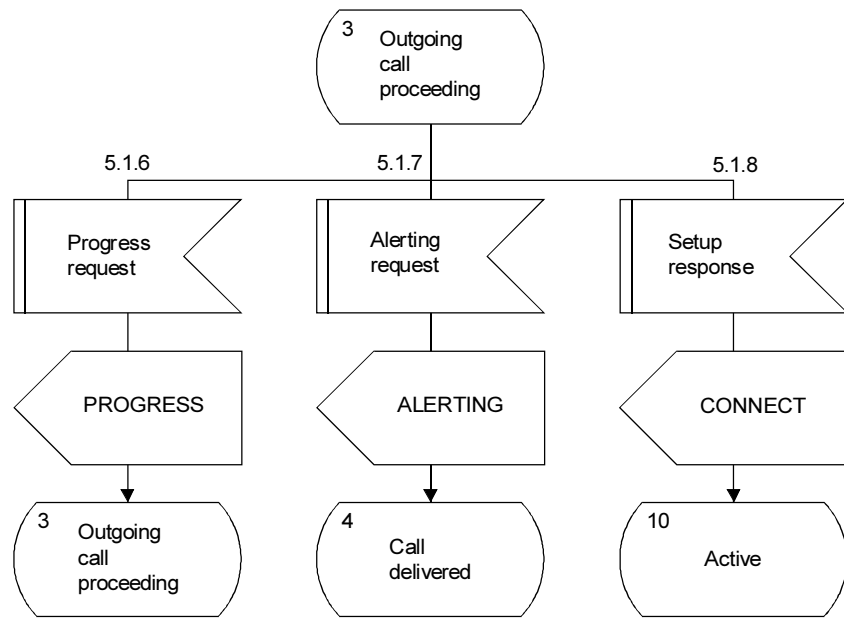 3
Outgoing
call
proceeding
5.1.6
5.1.7
5.1.8
Progress
request
Alerting
request
Setup
response
PROGRESS
ALERTING
CONNECT
3
Outgoing
call
proceeding
4
Call
delivered
10
Active